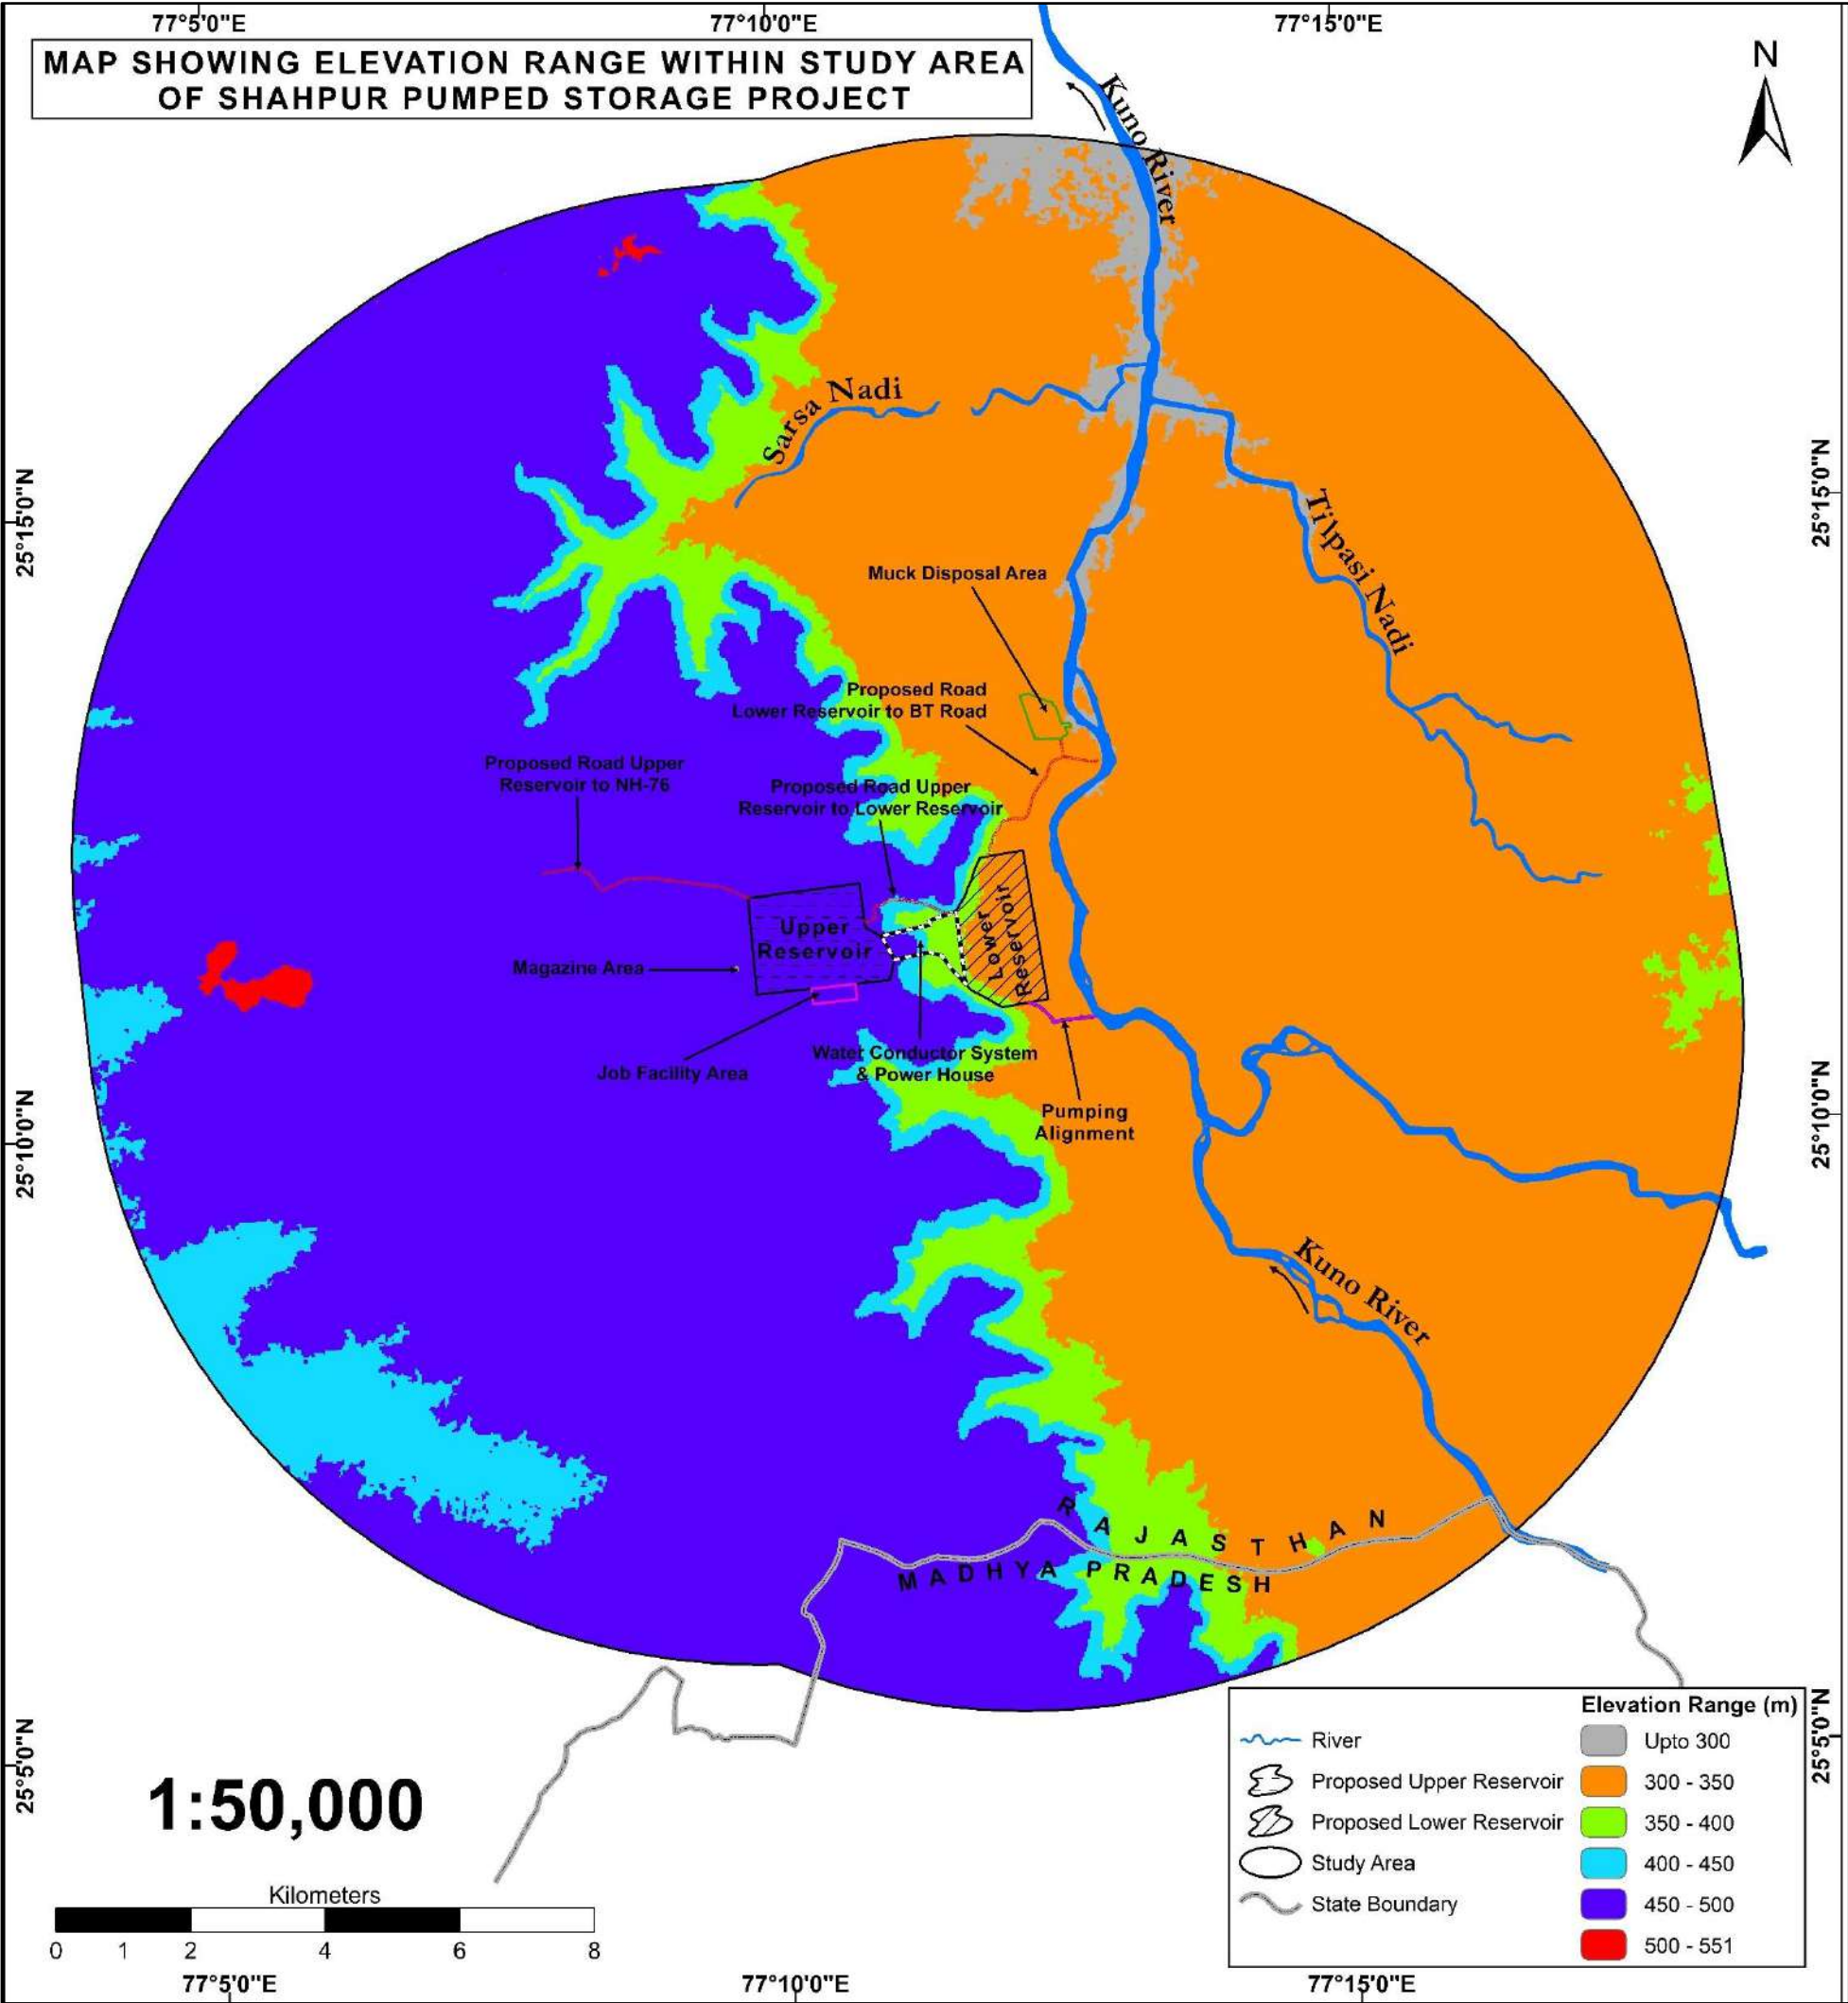 77°5'0"E
77°10'0"E
77°15'0"E
MAP SHOWING ELEVATION RANGE WITHIN STUDY AREA
OF SHAHPUR PUMPED STORAGE PROJECT
N
Kuno River
Sarsa Nadi
25°15'0"N
25°15'0"N
Tilpasi Nadi
Muck Disposal Area
Proposed Road
Lower Reservoir to BT Road
Proposed Road Upper
Reservoir to NH-76
Proposed Road Upper
Reservoir to Lower Reservoir
Upper
Reservoir
Lower
Reservoir
Magazine Area
Job Facility Area
Water Conductor System
& Power House
Pumping
Alignment
25°10'0"N
25°10'0"N
Kuno River
RAJASTHAN
MADHYA PRADESH
25°5'0"N
25°5'0"N
1:50,000
Kilometers
0 1 2 4 6 8
Elevation Range (m)
River
Proposed Upper Reservoir
Proposed Lower Reservoir
Study Area
State Boundary
Upto 300
300 - 350
350 - 400
400 - 450
450 - 500
500 - 551
77°5'0"E
77°10'0"E
77°15'0"E